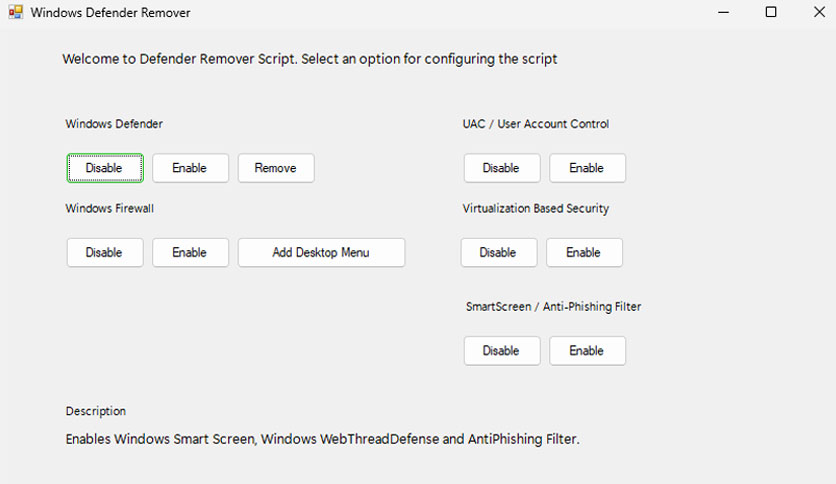 Windows Defender Remover
Welcome to Defender Remover Script. Select an option for configuring the script
Windows Defender
UAC / User Account Control
Disable
Enable
Remove
Disable
Enable
Windows Firewall
Virtualization Based Security
Disable
Enable
Add Desktop Menu
Disable
Enable
SmartScreen / Anti-Phishing Filter
Disable
Enable
Description
Enables Windows Smart Screen, Windows WebThreadDefense and AntiPhishing Filter.